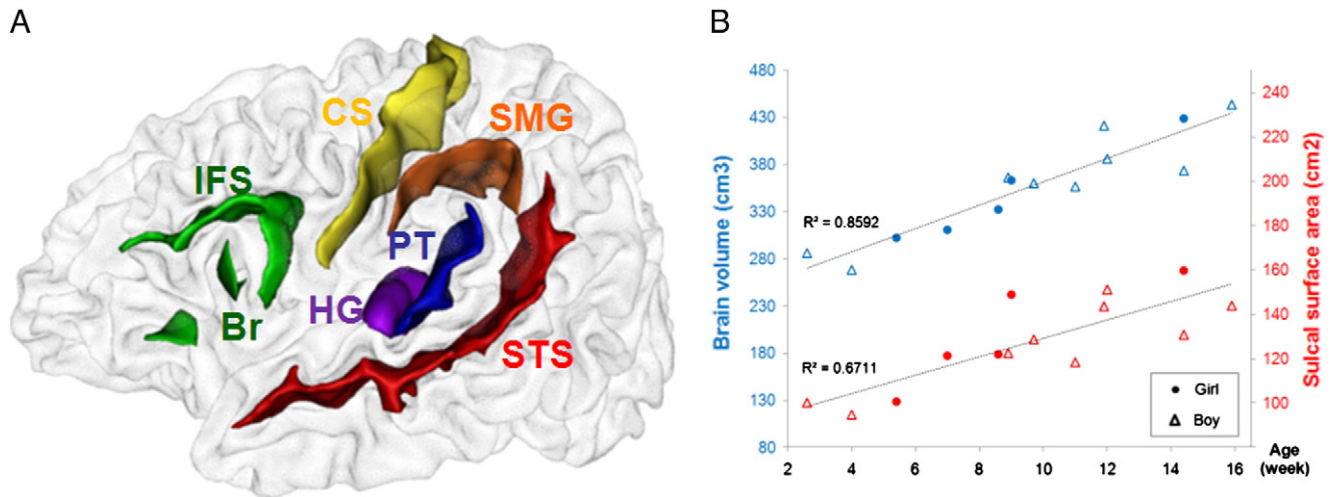 A
CS
SMG
IFS
PT
HG
Br
STS
B
Brain volume (cm3)
480
430
380
330
280
230
180
130
80
R² = 0.8592
R² = 0.6711
240
220
200
180
160
140
120
100
80
Sulcal surface area (cm2)
Girl
Boy
2 4 6 8 10 12 14 16
Age
(week)